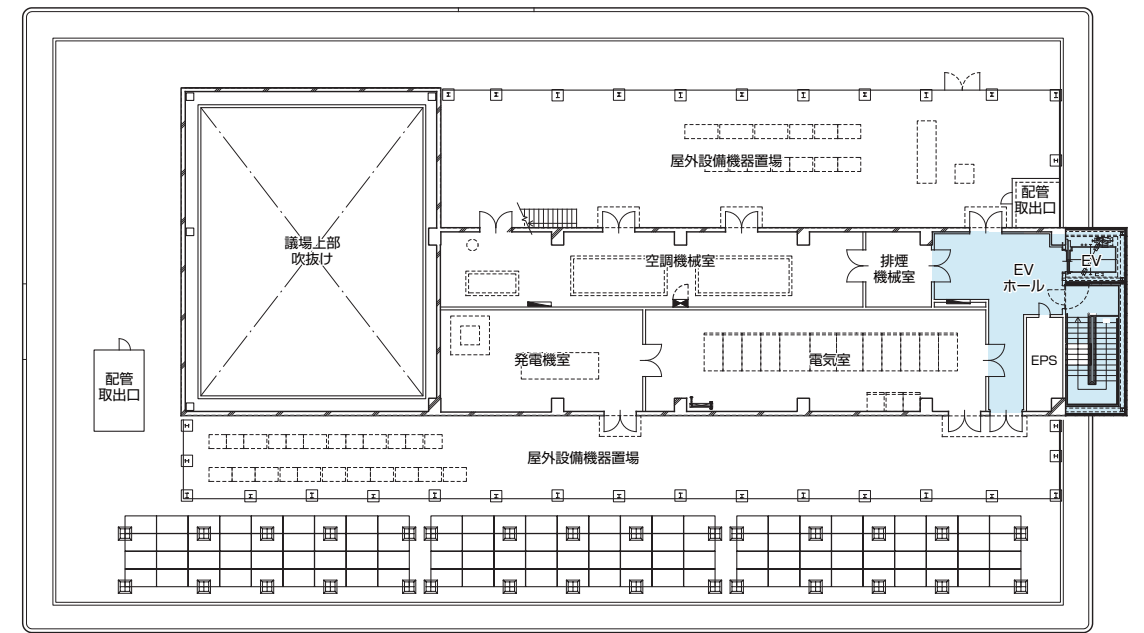 屋外設備機器置場
配管
取出口
議場上部
吹抜け
空調機械室
排煙
機械室
EV
ホール
EV
発電機室
電気室
EPS
配管
取出口
屋外設備機器置場